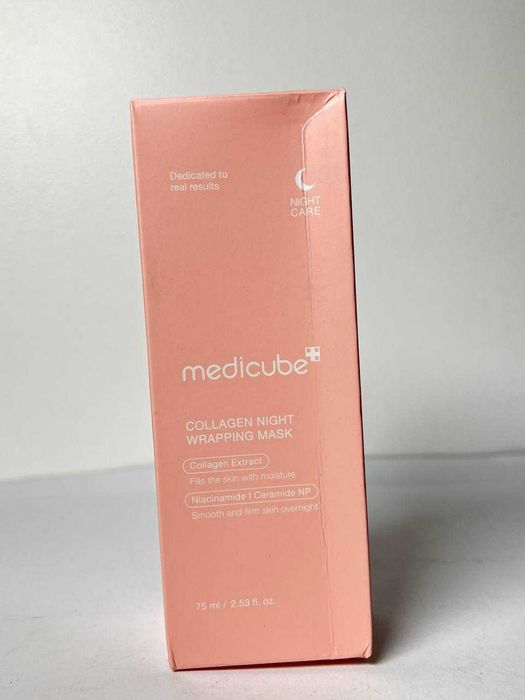 Dedicated to
real results
NIGHT
CARE
medicube
COLLAGEN NIGHT
WRAPPING MASK
Collagen Extract
Fills the skin with moisture
Niacinamide | Ceramide NP
Smooth and firm skin overnight
75 ml / 2.53 fl. oz.